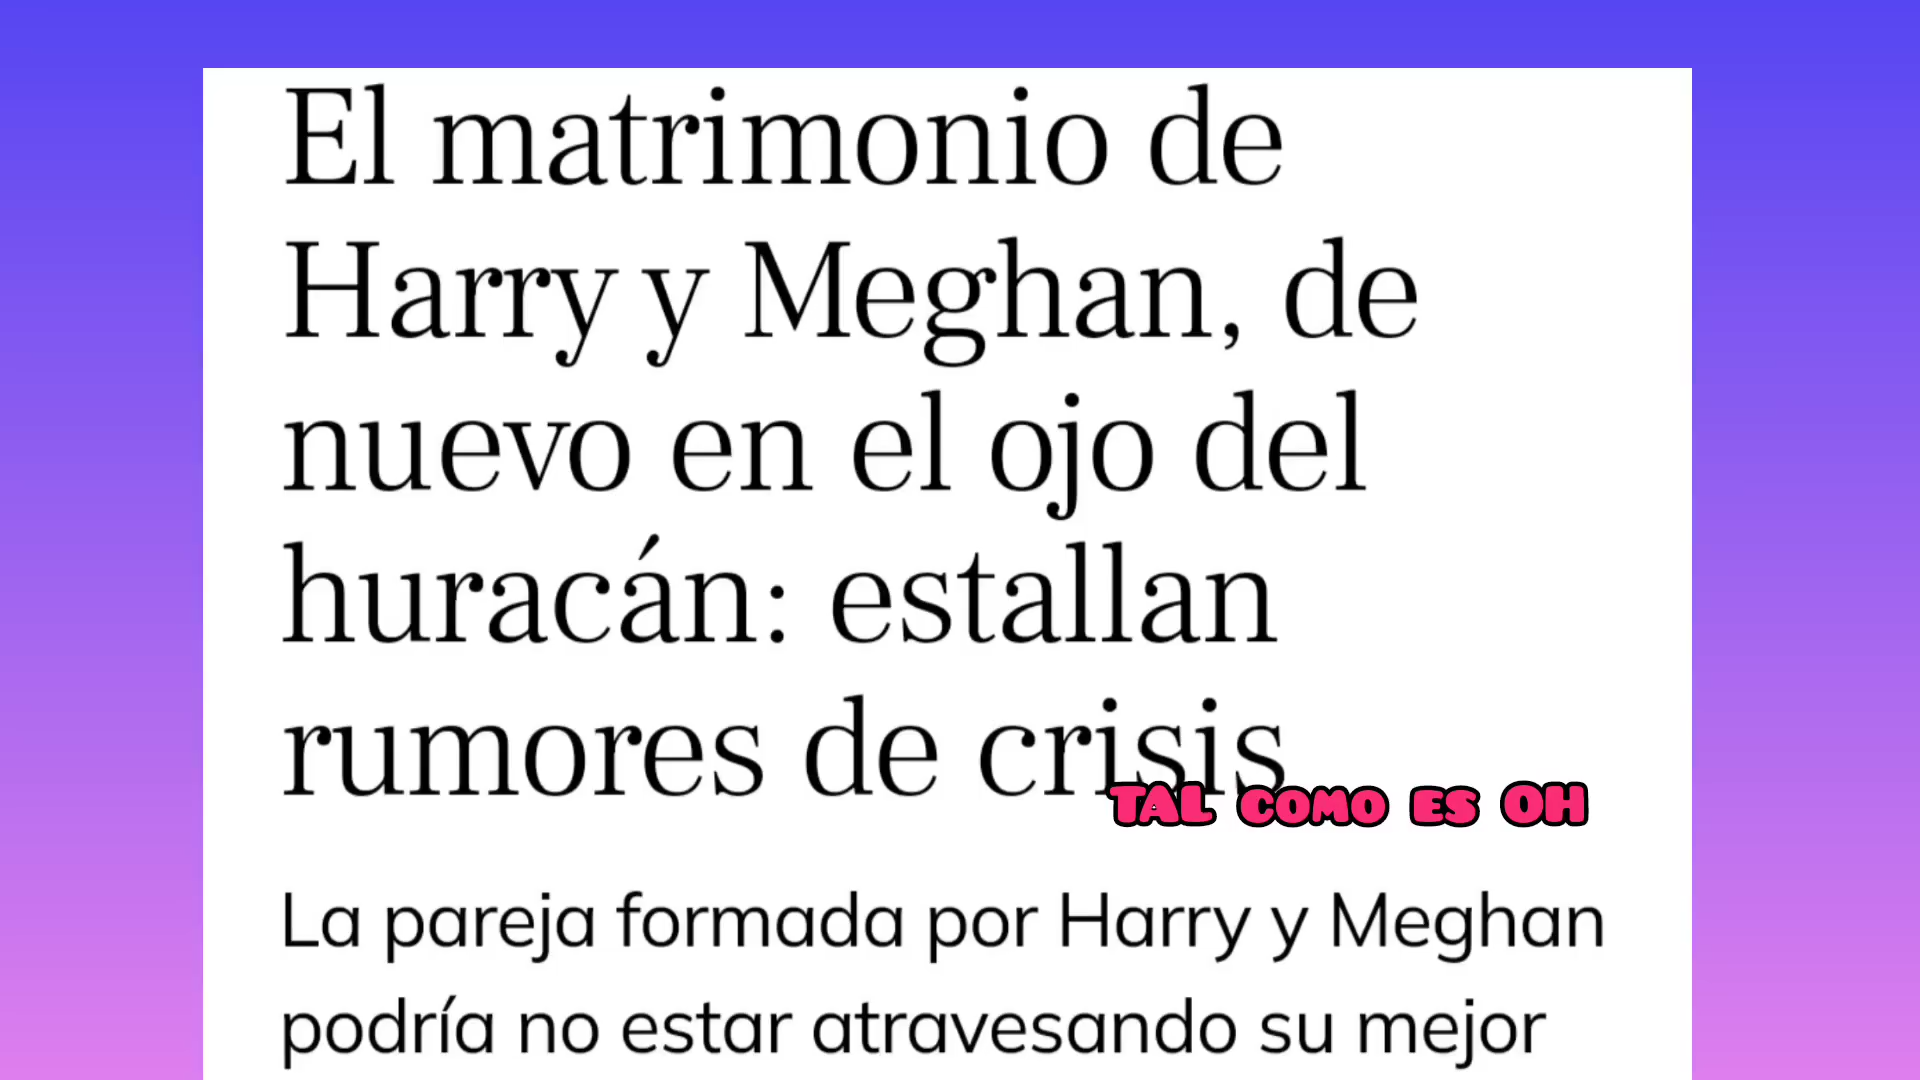 El matrimonio de
Harry y Meghan, de
nuevo en el ojo del
huracán: estallan
rumores de crisis
TAL COMO ES OH
La pareja formada por Harry y Meghan
podría no estar atravesando su mejor